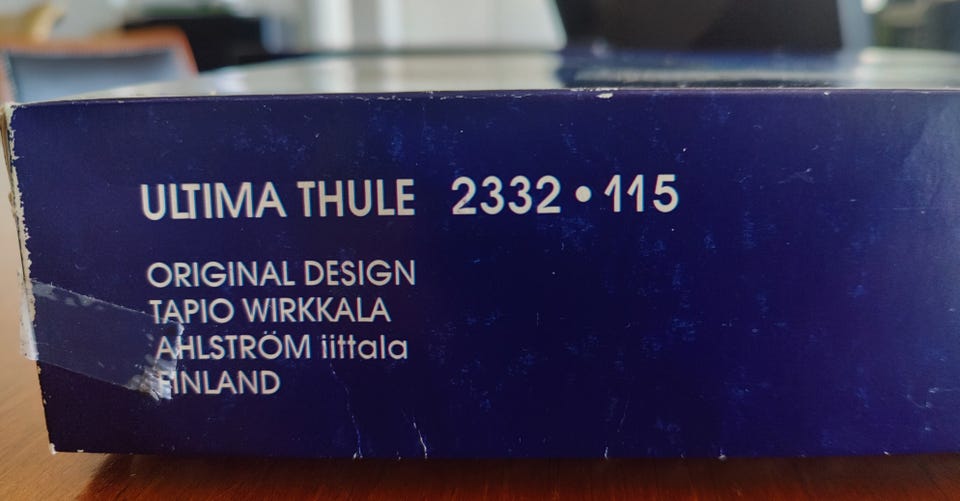 ULTIMA THULE 2332 • 115
ORIGINAL DESIGN
TAPIO WIRKKALA
AHLSTRÖM iittala
FINLAND